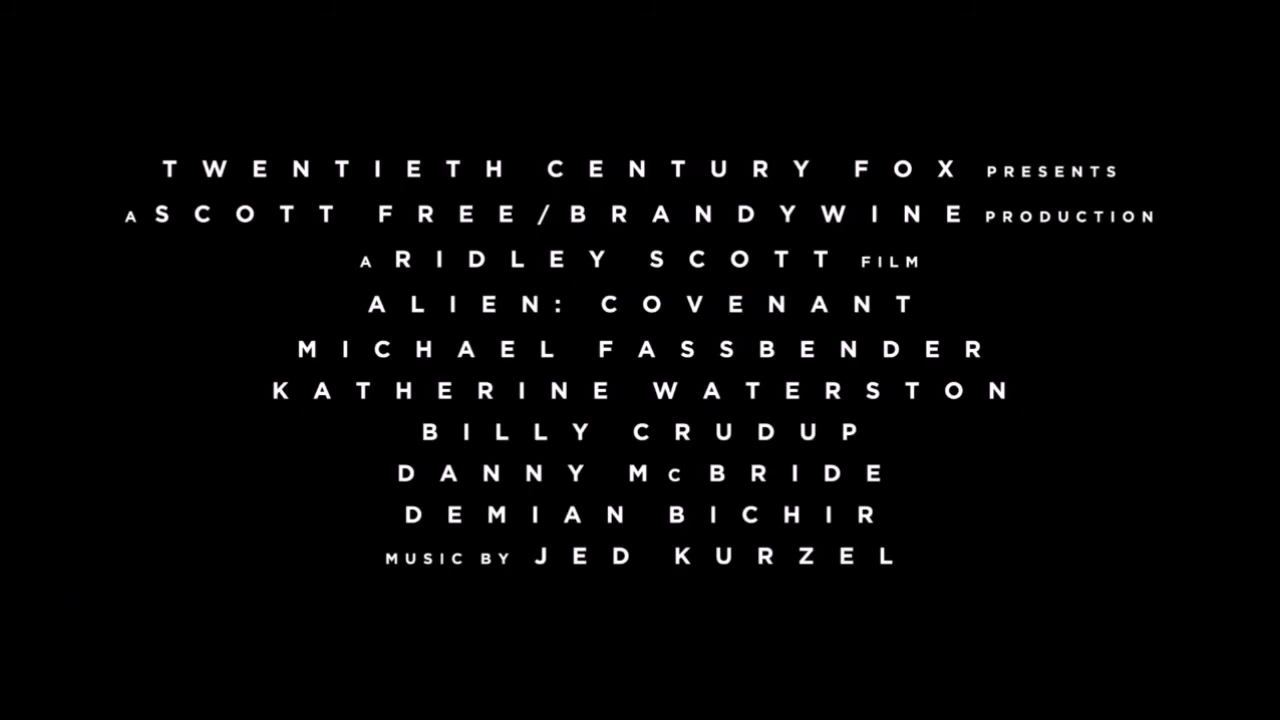 TWENTIETH CENTURY FOX PRESENTS
A SCOTT FREE/BRANDYWINE PRODUCTION
A RIDLEY SCOTT FILM
ALIEN: COVENANT
MICHAEL FASSBENDER
KATHERINE WATERSTON
BILLY CRUDUP
DANNY McBRIDE
DEMIAN BICHIR
MUSIC BY JED KURZEL